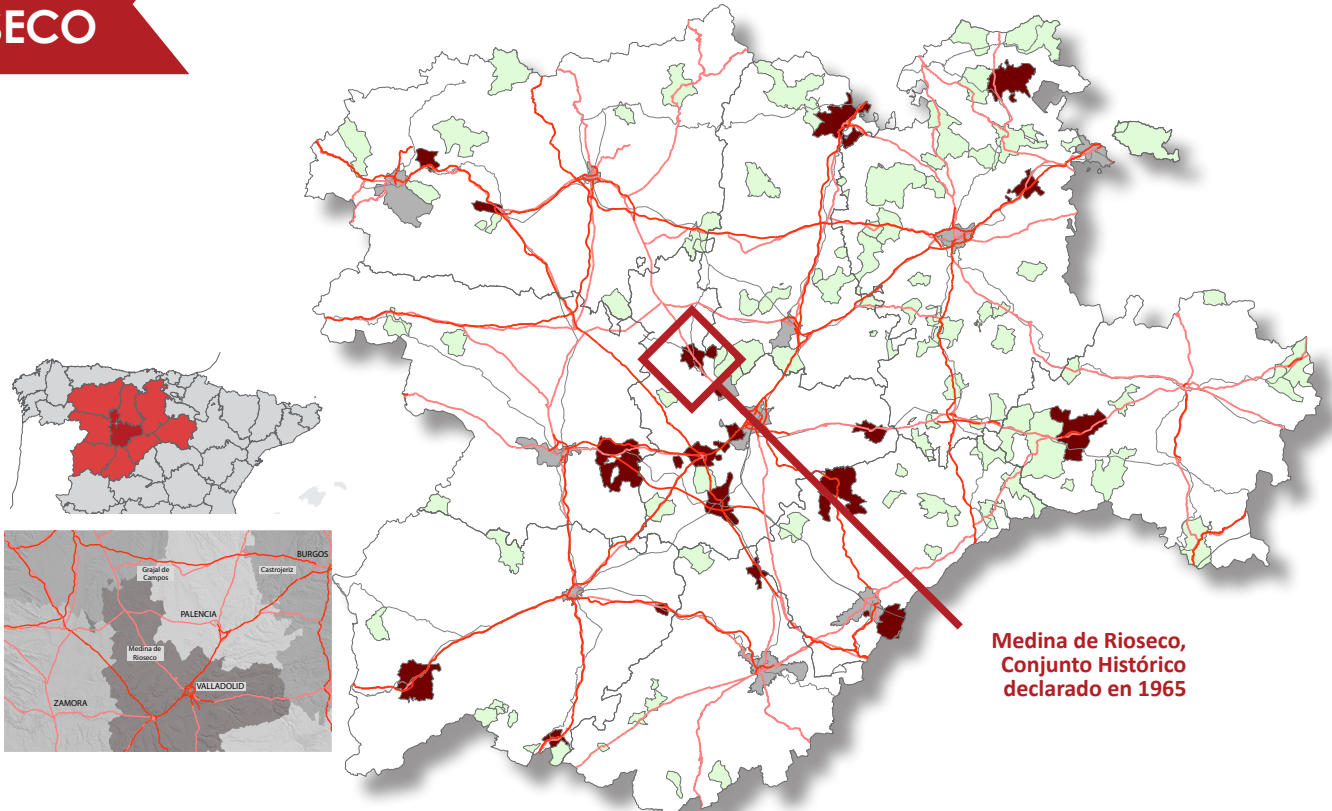 SECO
BURGOS
Grajal de
Campos
Castrojeriz
PALENCIA
Medina de
Rioseco
VALLADOLID
ZAMORA
Medina de Rioseco,
Conjunto Histórico
declarado en 1965